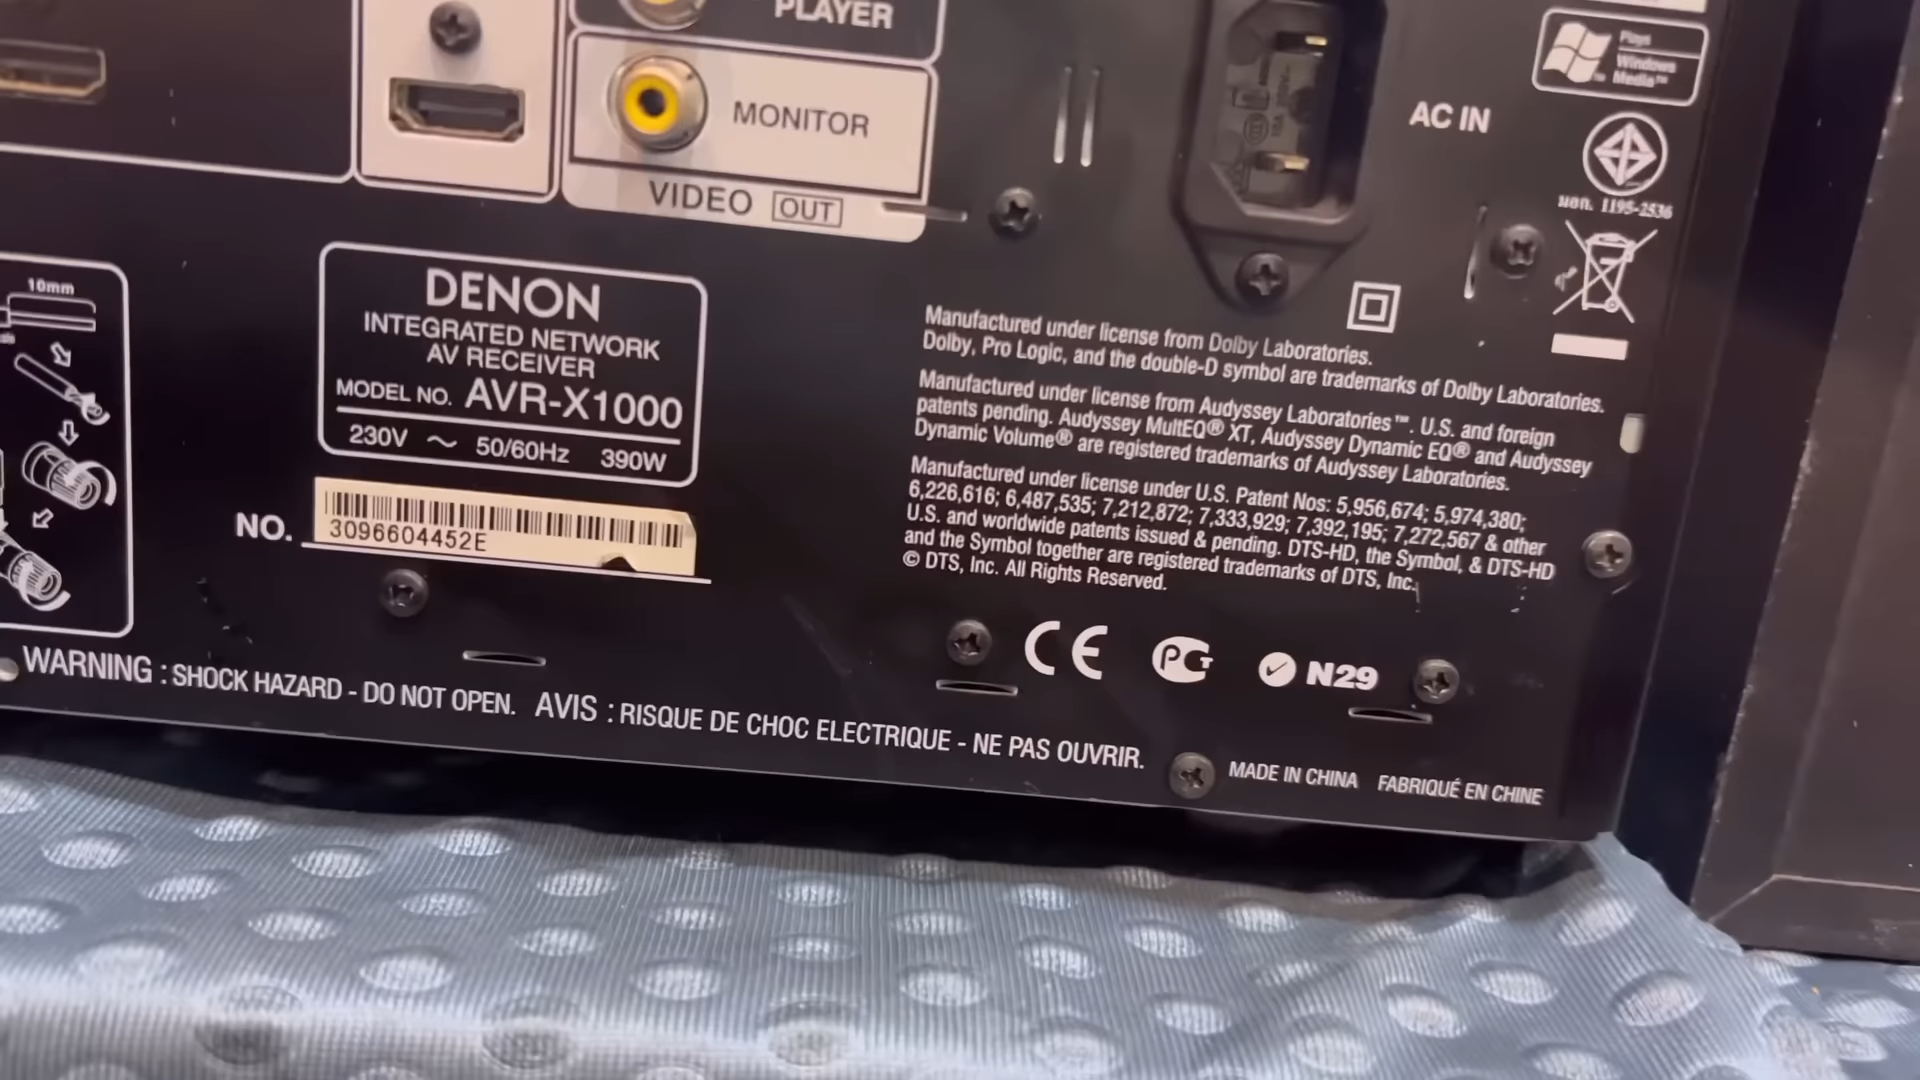 PLAYER
MONITOR
VIDEO OUT
AC IN
Plays
Windows
Media™
มอก. 1195-2536
10mm
DENON
INTEGRATED NETWORK
AV RECEIVER
MODEL NO. AVR-X1000
230V ～ 50/60Hz 390W
NO. 3096604452E
Manufactured under license from Dolby Laboratories.
Dolby, Pro Logic, and the double-D symbol are trademarks of Dolby Laboratories.
Manufactured under license from Audyssey Laboratories™. U.S. and foreign
patents pending. Audyssey MultEQ® XT, Audyssey Dynamic EQ® and Audyssey
Dynamic Volume® are registered trademarks of Audyssey Laboratories.
Manufactured under license under U.S. Patent Nos: 5,956,674; 5,974,380;
6,226,616; 6,487,535; 7,212,872; 7,333,929; 7,392,195; 7,272,567 & other
U.S. and worldwide patents issued & pending. DTS-HD, the Symbol, & DTS-HD
and the Symbol together are registered trademarks of DTS, Inc.
© DTS, Inc. All Rights Reserved.
CE PCT N29
WARNING : SHOCK HAZARD - DO NOT OPEN. AVIS : RISQUE DE CHOC ELECTRIQUE - NE PAS OUVRIR.
MADE IN CHINA FABRIQUÉ EN CHINE